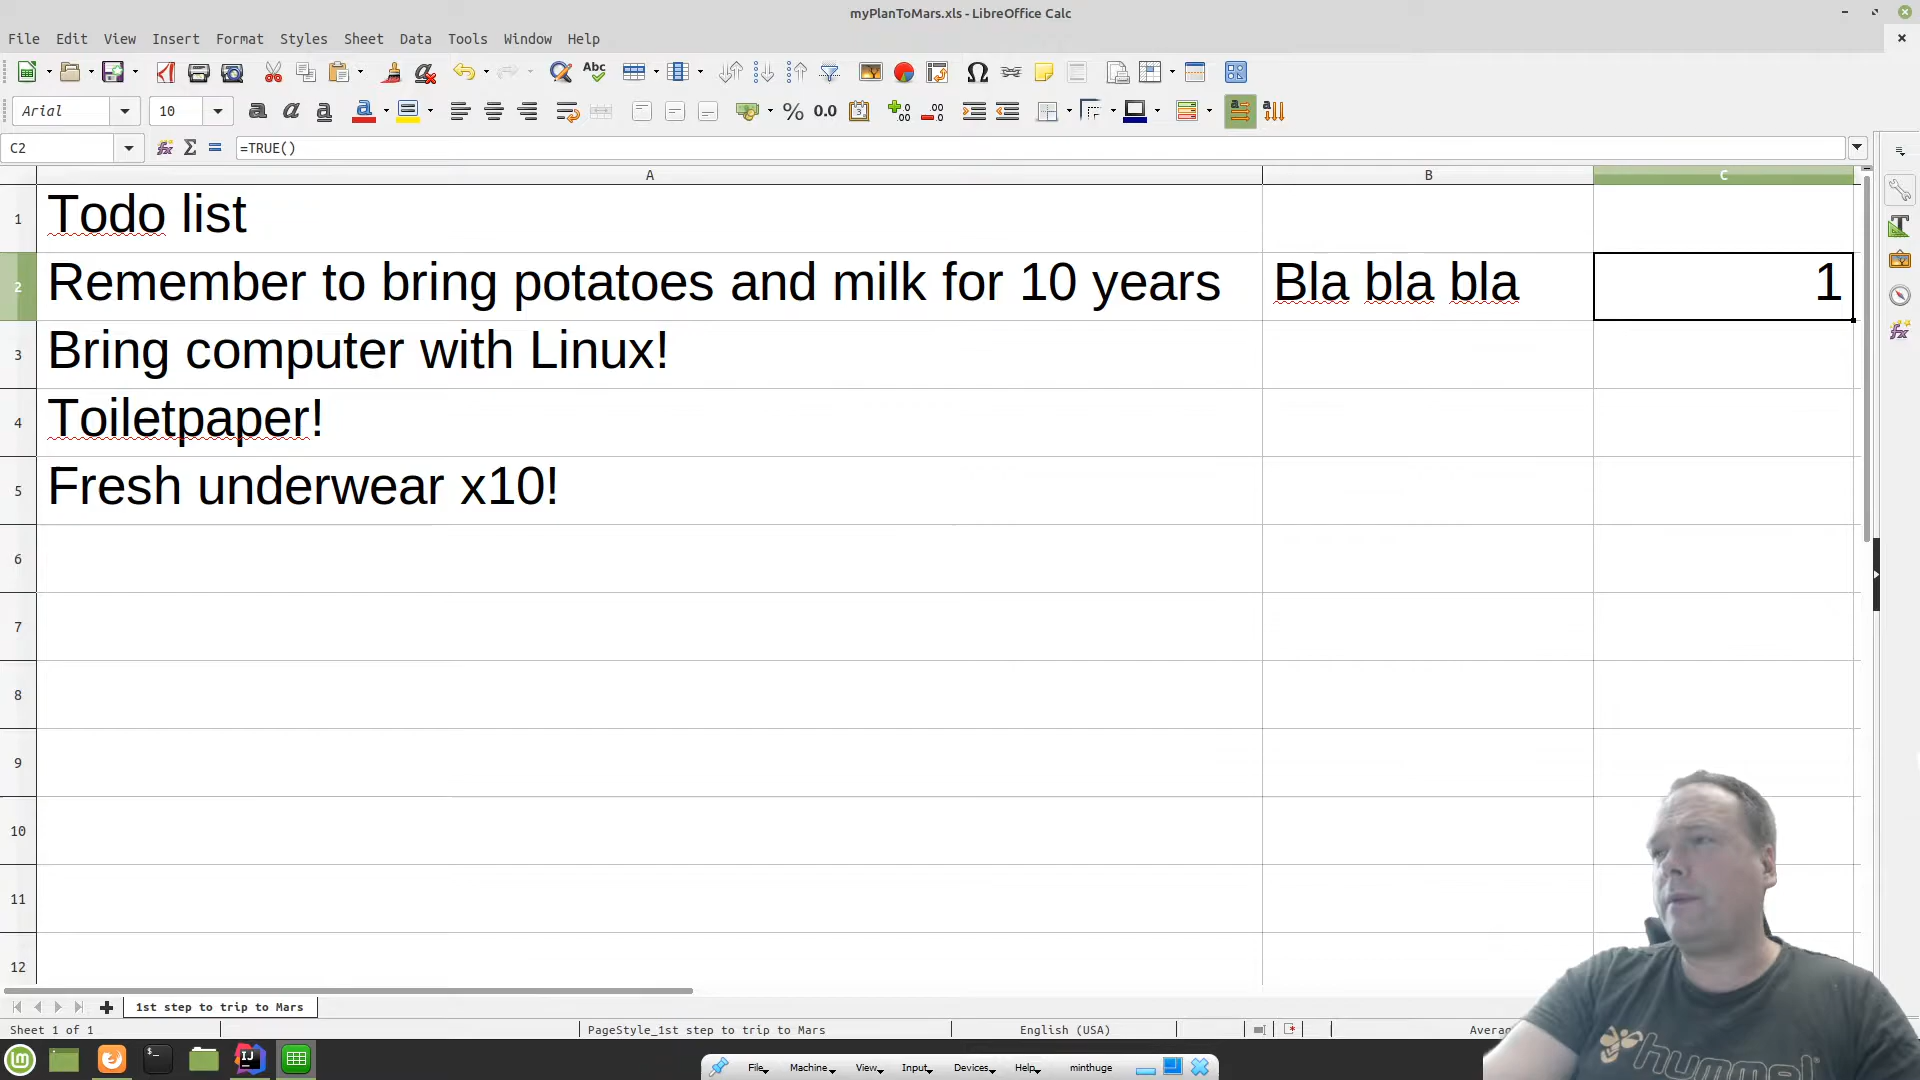 myPlanToMars.xls - LibreOffice Calc
File Edit View Insert Format Styles Sheet Data Tools Window Help
Arial 10
C2 =TRUE()
A B C
1 Todo list
2 Remember to bring potatoes and milk for 10 years Bla bla bla 1
3 Bring computer with Linux!
4 Toiletpaper!
5 Fresh underwear x10!
6
7
8
9
10
11
12
1st step to trip to Mars
Sheet 1 of 1 PageStyle_1st step to trip to Mars English (USA) Averag
File Machine View Input Devices Help minthuge
hummel